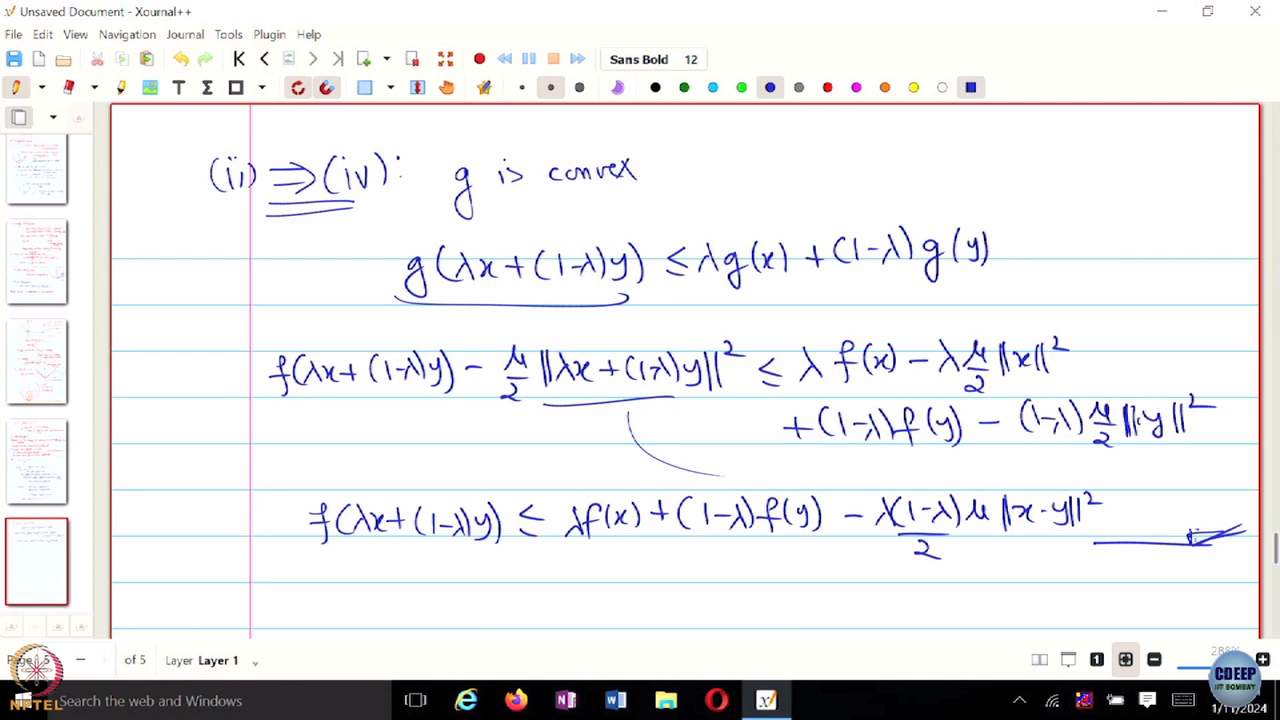 Unsaved Document - Xournal++
File Edit View Navigation Journal Tools Plugin Help
Sans Bold 12
(ii) ⇒ (iv): g is convex
g(λx + (1-λ)y) ≤ λg(x) + (1-λ)g(y)
f(λx + (1-λ)y) - μ/2 ||λx + (1-λ)y||² ≤ λ f(x) - λ μ/2 ||x||²
+ (1-λ)f(y) - (1-λ) μ/2 ||y||²
f(λx + (1-λ)y) ≤ λf(x) + (1-λ)f(y) - λ(1-λ)/2 μ ||x-y||²
of 5 Layer Layer 1
288%
NPTEL
Search the web and Windows
CDEEP
IIT BOMBAY
1/11/2024